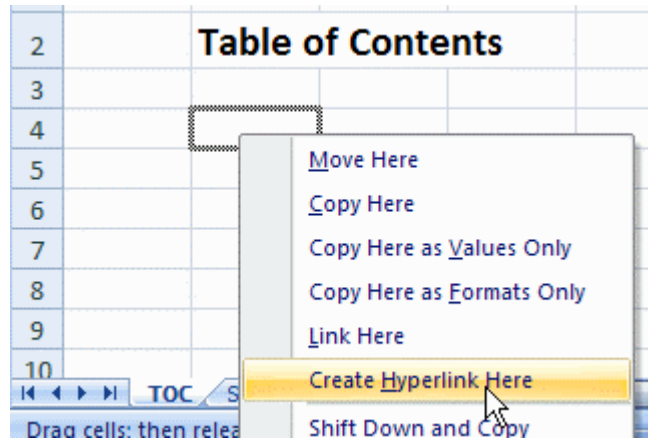 2
Table of Contents
3
4
5
Move Here
6
Copy Here
7
Copy Here as Values Only
8
Copy Here as Formats Only
9
Link Here
10
Create Hyperlink Here
TOC
S
Drag cells; then relea
Shift Down and Copy